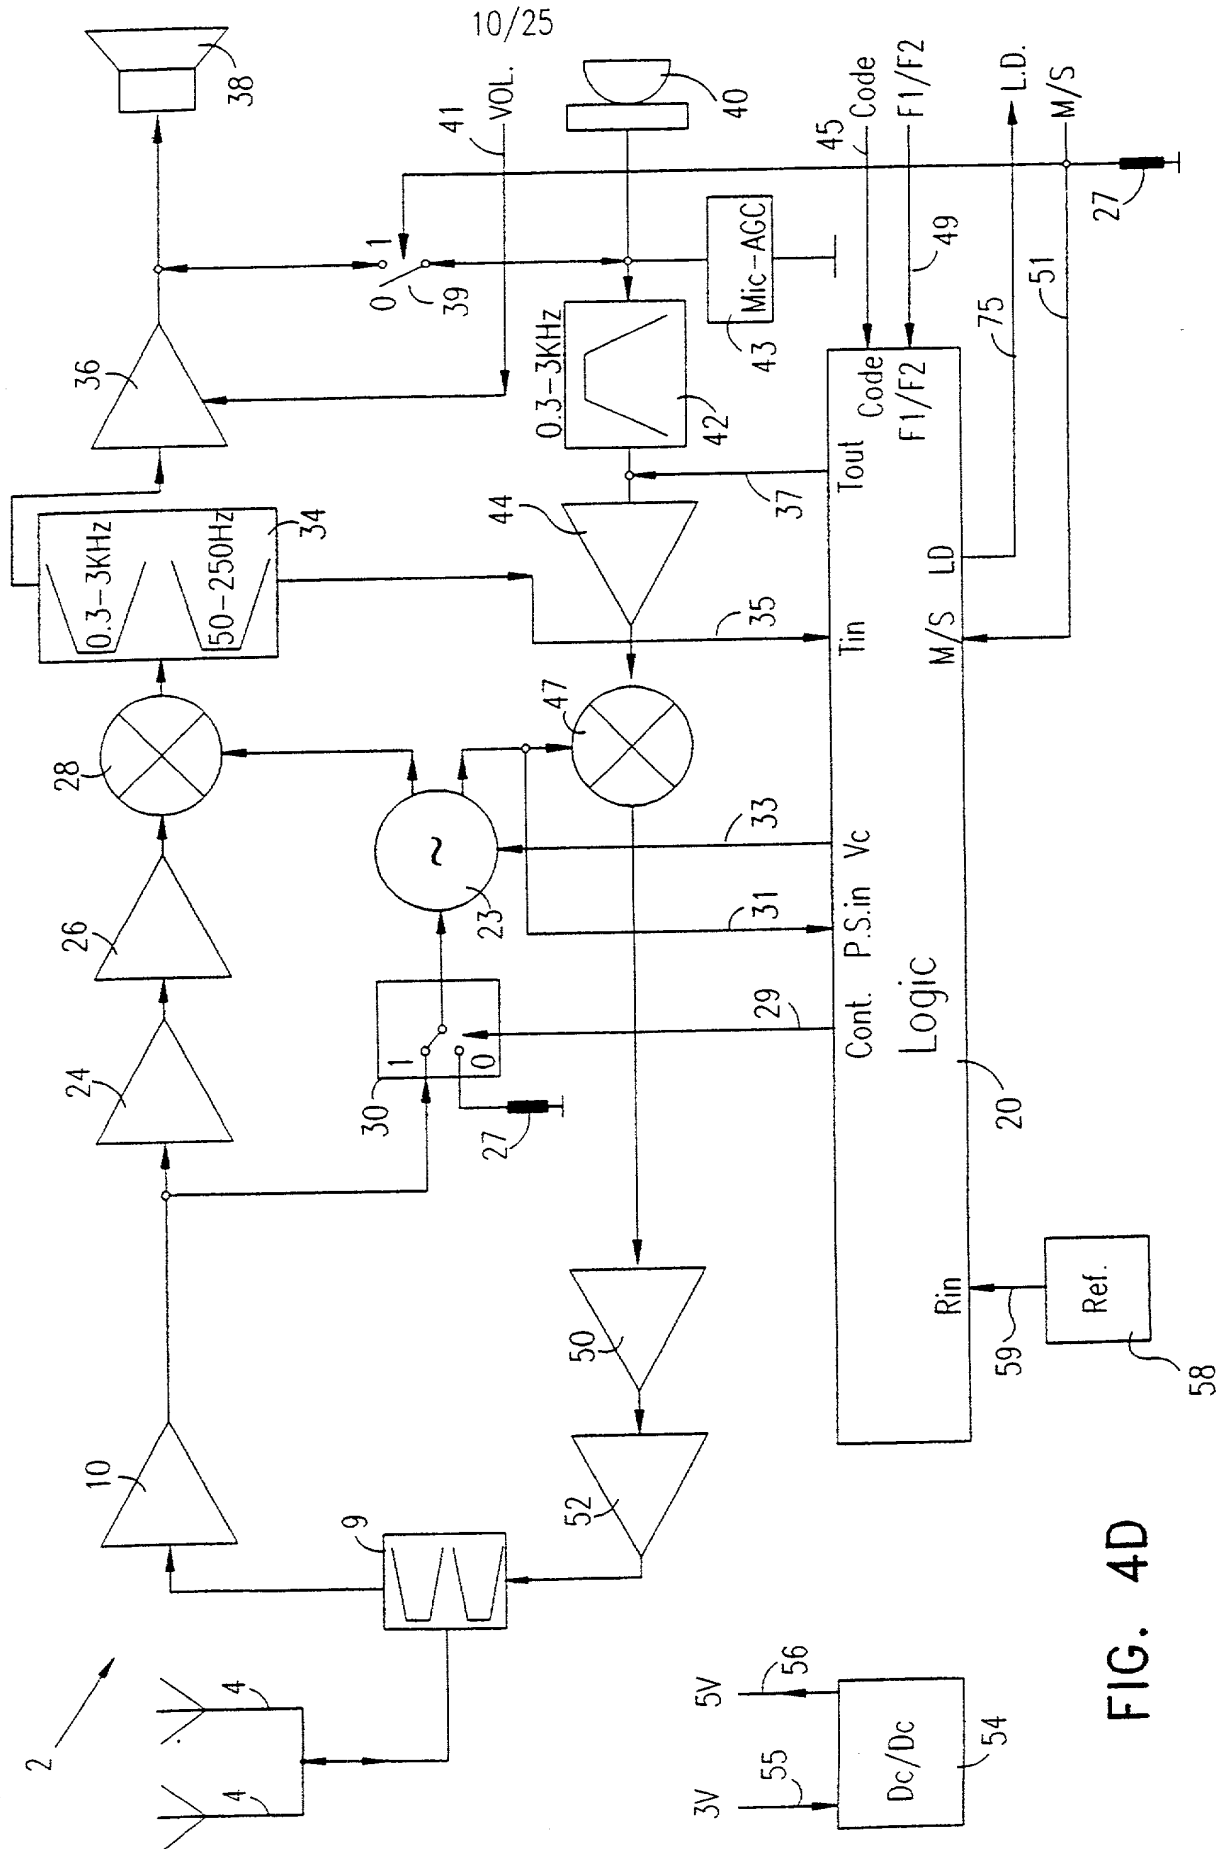 10/25
2
4
4
9
10
24
26
28
0.3-3KHz
50-250Hz
34
36
38
30
1
0
27
23
~
0
1
39
41
VOL.
40
52
50
47
44
0.3-3KHz
42
Mic-AGC
43
29
31
33
35
37
45
Code
F1/F2
49
L.D.
75
M/S
51
27
Cont.
P.S.in
Vc
Tin
Tout
Code
F1/F2
Rin
Logic
M/S
LD
20
59
Ref.
58
3V
55
5V
56
Dc/Dc
54
FIG. 4D